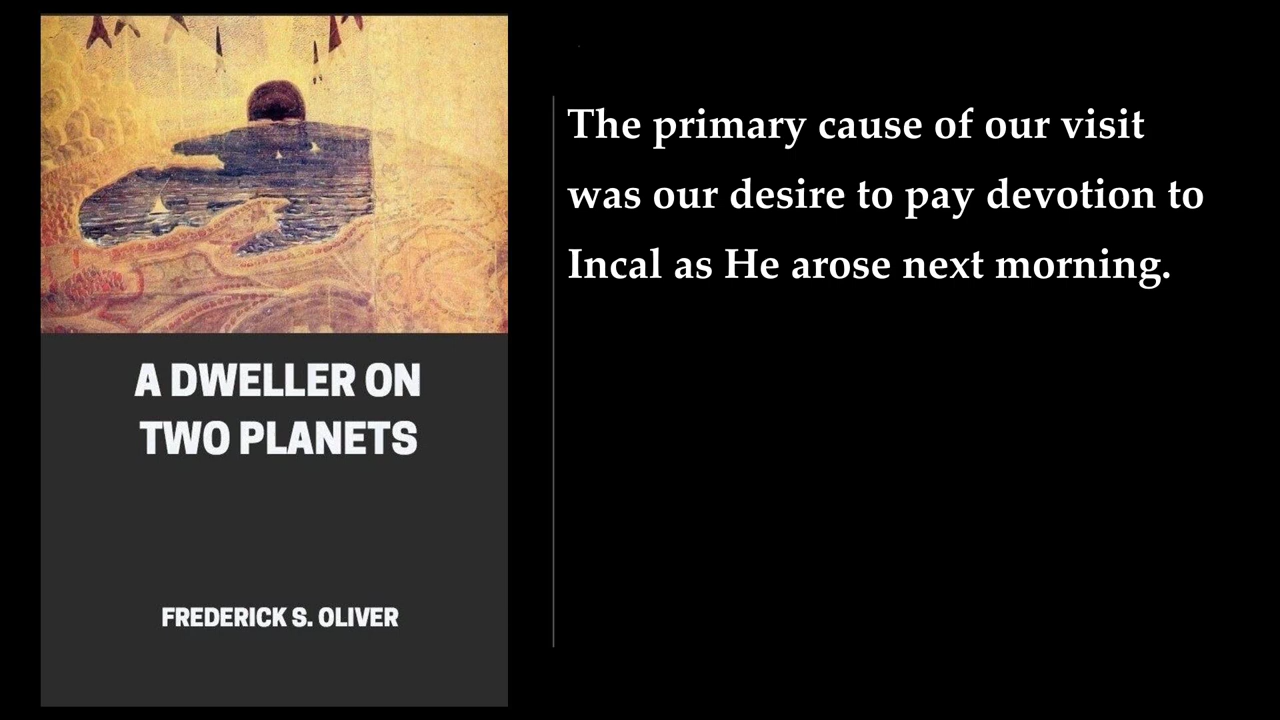 A DWELLER ON
TWO PLANETS
FREDERICK S. OLIVER
The primary cause of our visit
was our desire to pay devotion to
Incal as He arose next morning.